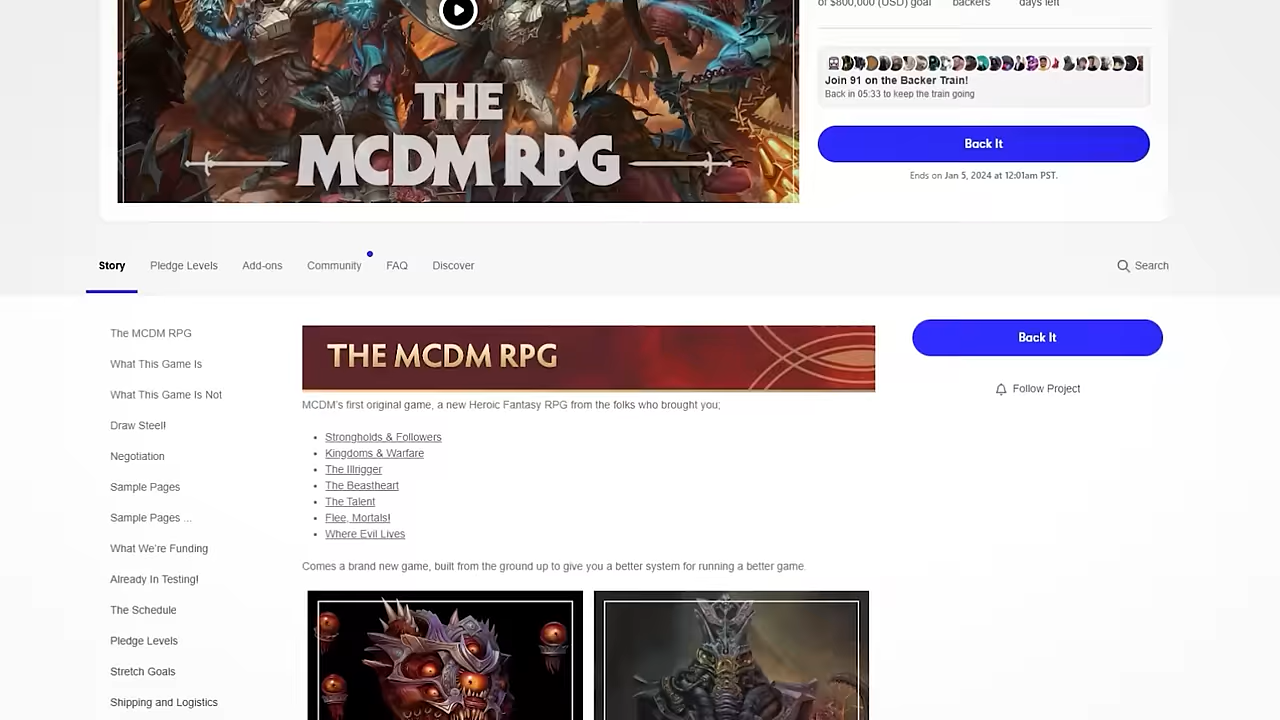 of $800,000 (USD) goal backers days left
Join 91 on the Backer Train!
Back in 05:33 to keep the train going
THE
MCDM RPG
Back It
Ends on Jan 5, 2024 at 12:01am PST.
Story Pledge Levels Add-ons Community FAQ Discover Search
The MCDM RPG
What This Game Is
What This Game Is Not
Draw Steel!
Negotiation
Sample Pages
Sample Pages ...
What We're Funding
Already In Testing!
The Schedule
Pledge Levels
Stretch Goals
Shipping and Logistics
THE MCDM RPG
MCDM's first original game, a new Heroic Fantasy RPG from the folks who brought you;
• Strongholds & Followers
• Kingdoms & Warfare
• The Illrigger
• The Beastheart
• The Talent
• Flee, Mortals!
• Where Evil Lives
Comes a brand new game, built from the ground up to give you a better system for running a better game.
Back It
Follow Project